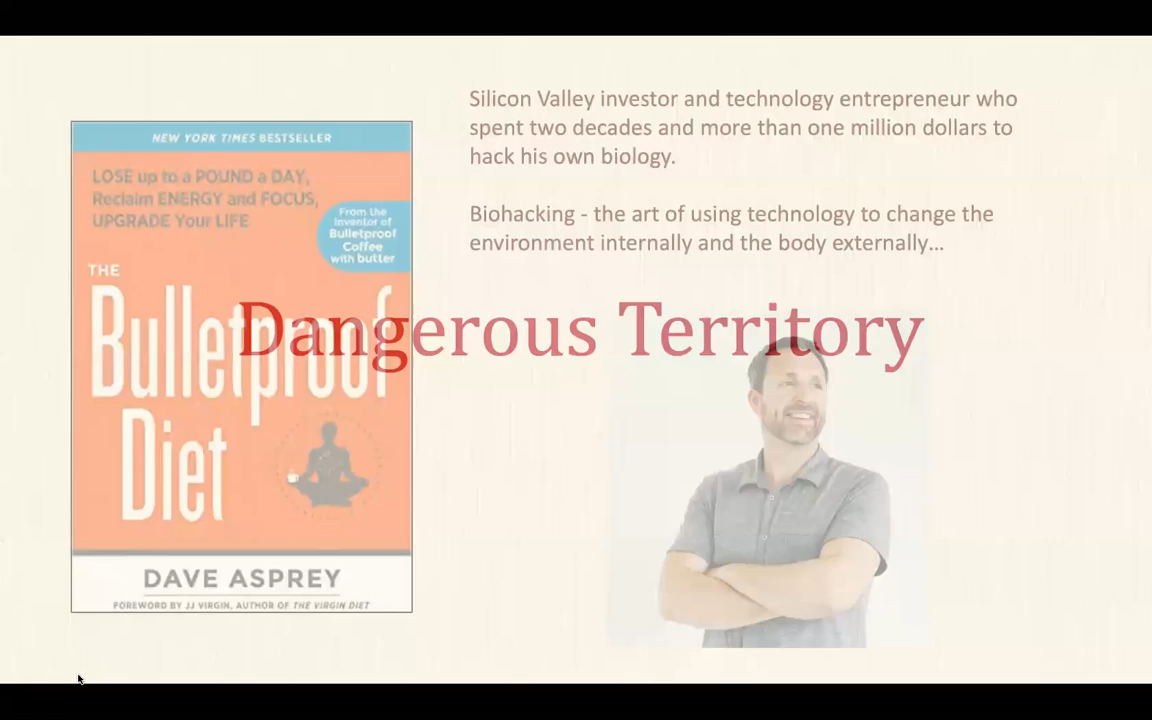 NEW YORK TIMES BESTSELLER
LOSE up to a POUND a DAY,
Reclaim ENERGY and FOCUS,
UPGRADE Your LIFE
From the
inventor of
Bulletproof
Coffee
with butter
THE
Bulletproof
Diet
DAVE ASPREY
FOREWORD BY JJ VIRGIN, AUTHOR OF THE VIRGIN DIET
Silicon Valley investor and technology entrepreneur who
spent two decades and more than one million dollars to
hack his own biology.
Biohacking - the art of using technology to change the
environment internally and the body externally...
Dangerous Territory